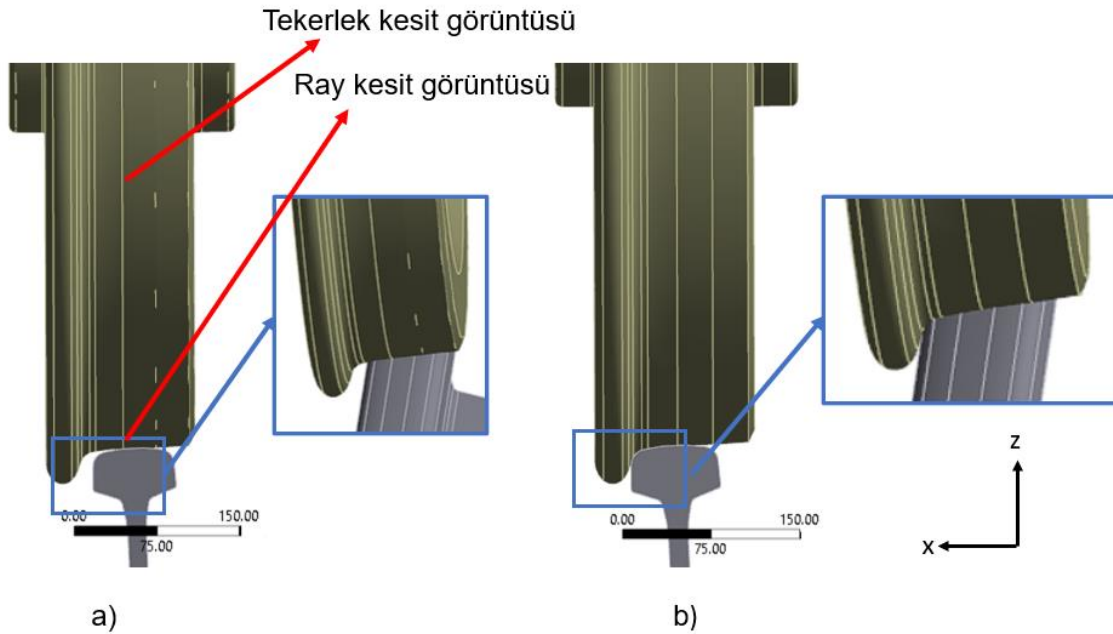 Tekerlek kesit görüntüsü
Ray kesit görüntüsü
0.00
150.00
75.00
0.00
150.00
75.00
z
x
a)
b)